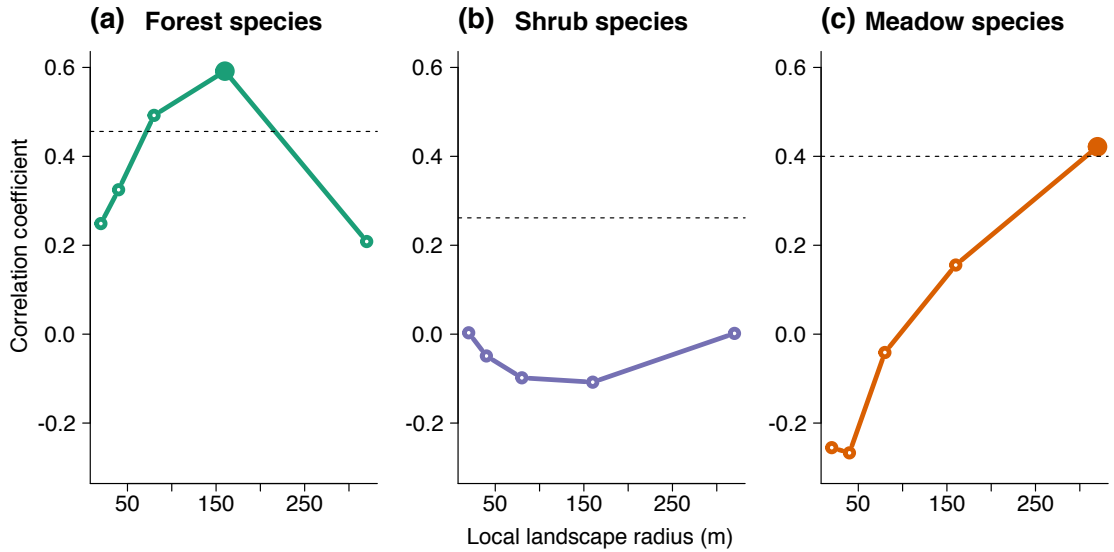 (a) Forest species
(b) Shrub species
(c) Meadow species
Correlation coefficient
0.6
0.4
0.2
0.0
-0.2
50 150 250
0.6
0.4
0.2
0.0
-0.2
50 150 250
0.6
0.4
0.2
0.0
-0.2
50 150 250
Local landscape radius (m)